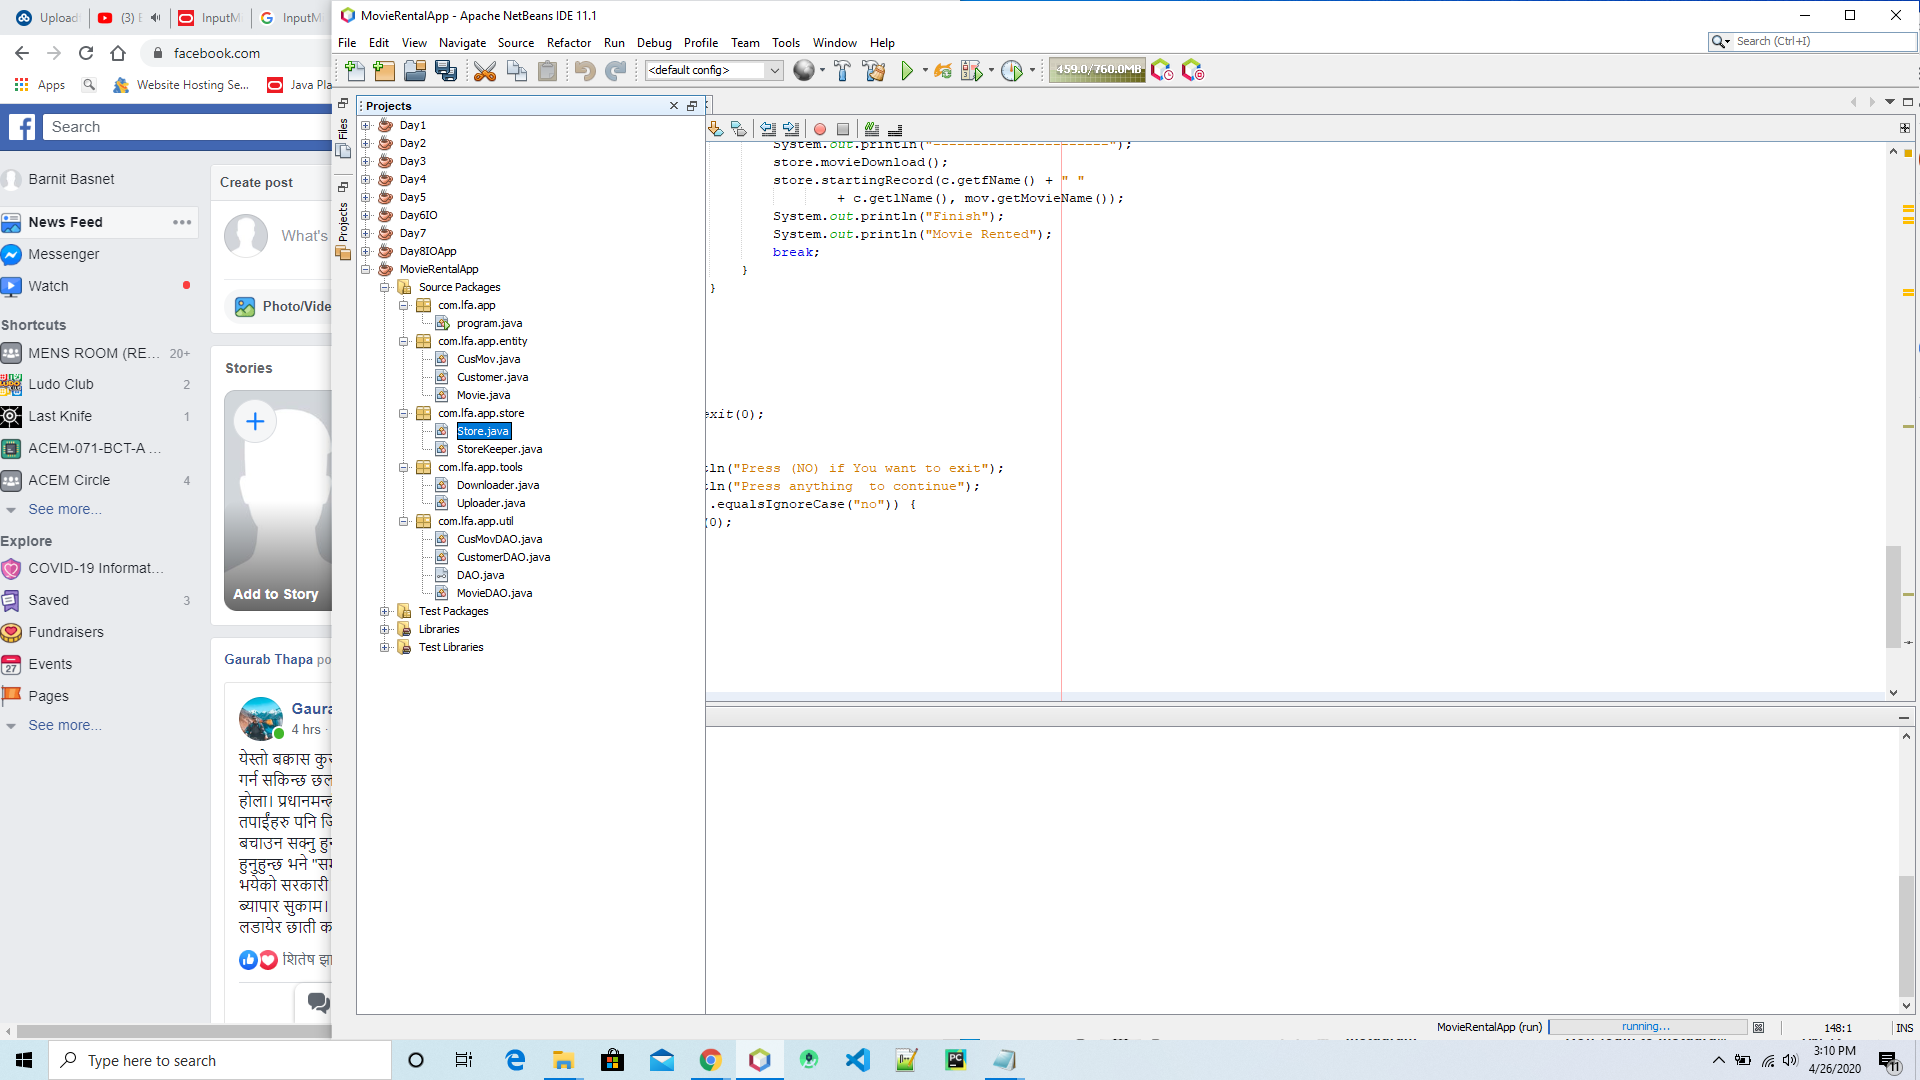 Upload
(3)
InputM
InputM
facebook.com
Apps
Website Hosting Se...
Java Pla
Search
Barnit Basnet
News Feed
Messenger
Watch
Shortcuts
MENS ROOM (RE... 20+
Ludo Club 2
Last Knife 1
ACEM-071-BCT-A ...
ACEM Circle 4
See more...
Explore
COVID-19 Informat...
Saved 3
Fundraisers
Events
Pages
See more...
Create post
What's
Photo/Vide
Stories
Add to Story
Gaurab Thapa po
Gaura
4 hrs ·
येस्तो बक्वास कु
गर्न सकिन्छ छल
होला। प्रधानमन्
तपाईंहरु पनि
बचाउन सक्नु हु
हुनुहुन्छ भने "सम
भयेको सरकारी
ब्यापार सुकाम।
लडायेर छाती क
शितेष झा
MovieRentalApp - Apache NetBeans IDE 11.1
File Edit View Navigate Source Refactor Run Debug Profile Team Tools Window Help
Search (Ctrl+I)
<default config>
459.0/760.0MB
Files
Projects
Projects
Day1
Day2
Day3
Day4
Day5
Day6IO
Day7
Day8IOApp
MovieRentalApp
Source Packages
com.lfa.app
program.java
com.lfa.app.entity
CusMov.java
Customer.java
Movie.java
com.lfa.app.store
Store.java
StoreKeeper.java
com.lfa.app.tools
Downloader.java
Uploader.java
com.lfa.app.util
CusMovDAO.java
CustomerDAO.java
DAO.java
MovieDAO.java
Test Packages
Libraries
Test Libraries
System.out.println("----------------------");
store.movieDownload();
store.startingRecord(c.getfName() + " "
+ c.getlName(), mov.getMovieName());
System.out.println("Finish");
System.out.println("Movie Rented");
break;
}
}
exit(0);
ln("Press (NO) if You want to exit");
ln("Press anything  to continue");
.equalsIgnoreCase("no")) {
(0);
MovieRentalApp (run)
running...
148:1
INS
Type here to search
3:10 PM
4/26/2020
11